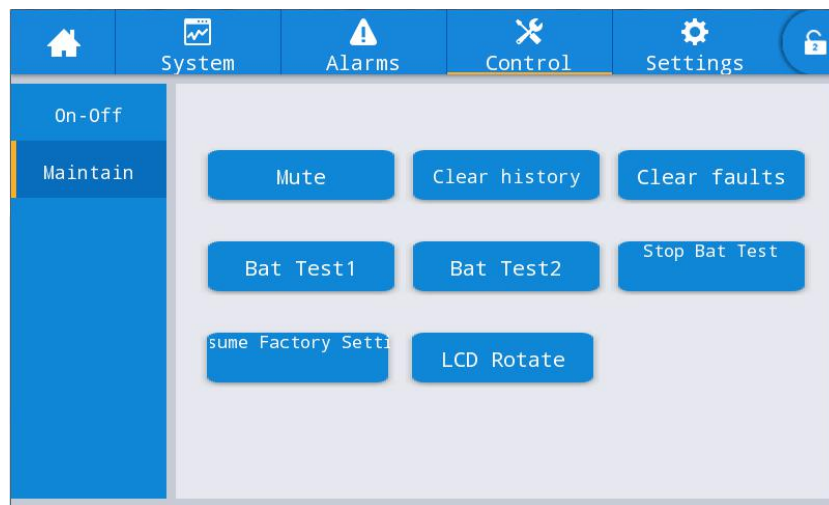 System Alarms Control Settings 2
On-Off
Maintain
Mute Clear history Clear faults
Bat Test1 Bat Test2 Stop Bat Test
sume Factory Setti LCD Rotate